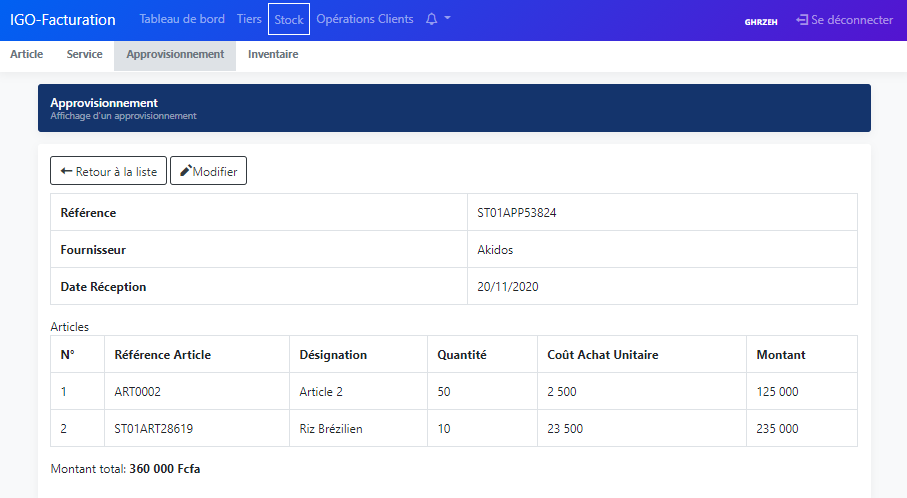 IGO-Facturation Tableau de bord Tiers Stock Opérations Clients GHRZEH Se déconnecter
Article Service Approvisionnement Inventaire
Approvisionnement
Affichage d'un approvisionnement
Retour à la liste Modifier
Référence ST01APP53824
Fournisseur Akidos
Date Réception 20/11/2020
Articles
N° Référence Article Désignation Quantité Coût Achat Unitaire Montant
1 ART0002 Article 2 50 2 500 125 000
2 ST01ART28619 Riz Brézilien 10 23 500 235 000
Montant total: 360 000 Fcfa